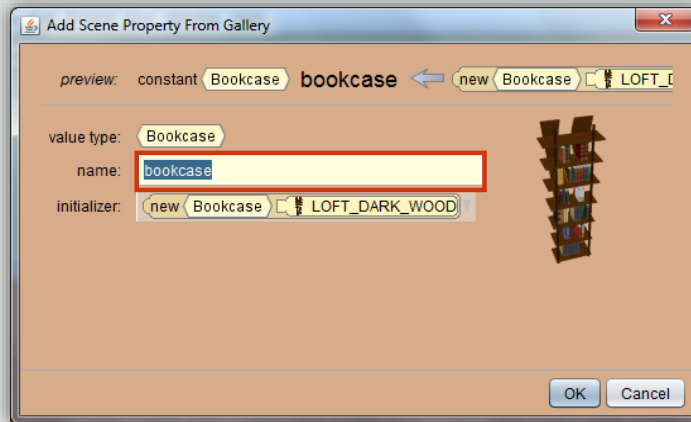 Add Scene Property From Gallery
preview: constant Bookcase bookcase new Bookcase LOFT_D
value type: Bookcase
name: bookcase
initializer: new Bookcase LOFT_DARK_WOOD
OK Cancel